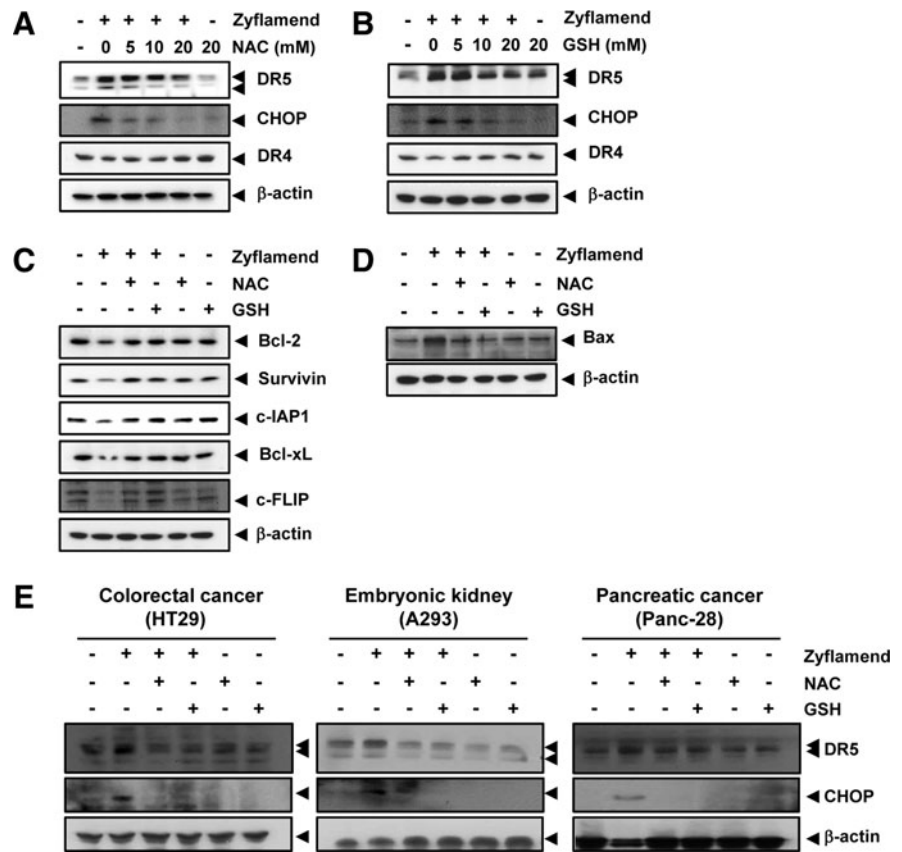 A
- + + + + - Zyflamend
- 0 5 10 20 20 NAC (mM)
DR5
CHOP
DR4
β-actin
B
- + + + + - Zyflamend
- 0 5 10 20 20 GSH (mM)
DR5
CHOP
DR4
β-actin
C
- + + + - - Zyflamend
- - + - + - NAC
- - - + - + GSH
Bcl-2
Survivin
c-IAP1
Bcl-xL
c-FLIP
β-actin
D
- + + + - - Zyflamend
- - + - + - NAC
- - - + - + GSH
Bax
β-actin
E
Colorectal cancer
(HT29)
Embryonic kidney
(A293)
Pancreatic cancer
(Panc-28)
- + + + - - - + + + - - - + + + - - Zyflamend
- - + - + - - - + - + - - - + - + - NAC
- - - + - + - - - + - + - - - + - + GSH
DR5
CHOP
β-actin